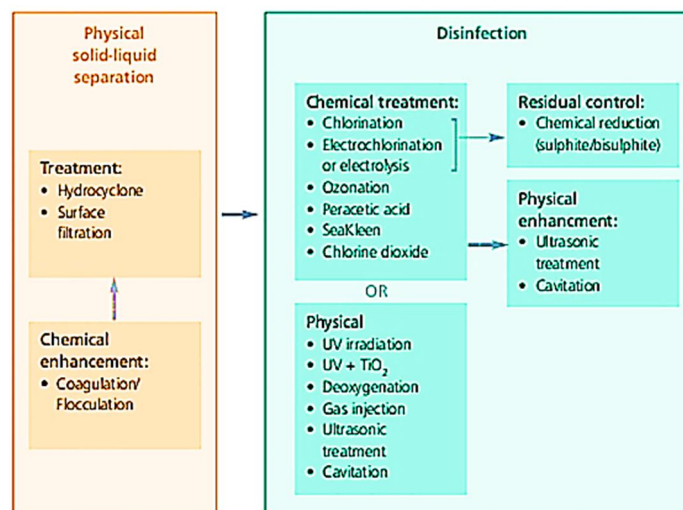 Physical
solid-liquid
separation
Treatment:
• Hydrocyclone
• Surface
filtration
Chemical
enhancement:
• Coagulation/
Flocculation
Disinfection
Chemical treatment:
• Chlorination
• Electrochlorination
or electrolysis
• Ozonation
• Peracetic acid
• SeaKleen
• Chlorine dioxide
OR
Physical
• UV irradiation
• UV + TiO₂
• Deoxygenation
• Gas injection
• Ultrasonic
treatment
• Cavitation
Residual control:
• Chemical reduction
(sulphite/bisulphite)
Physical
enhancment:
• Ultrasonic
treatment
• Cavitation